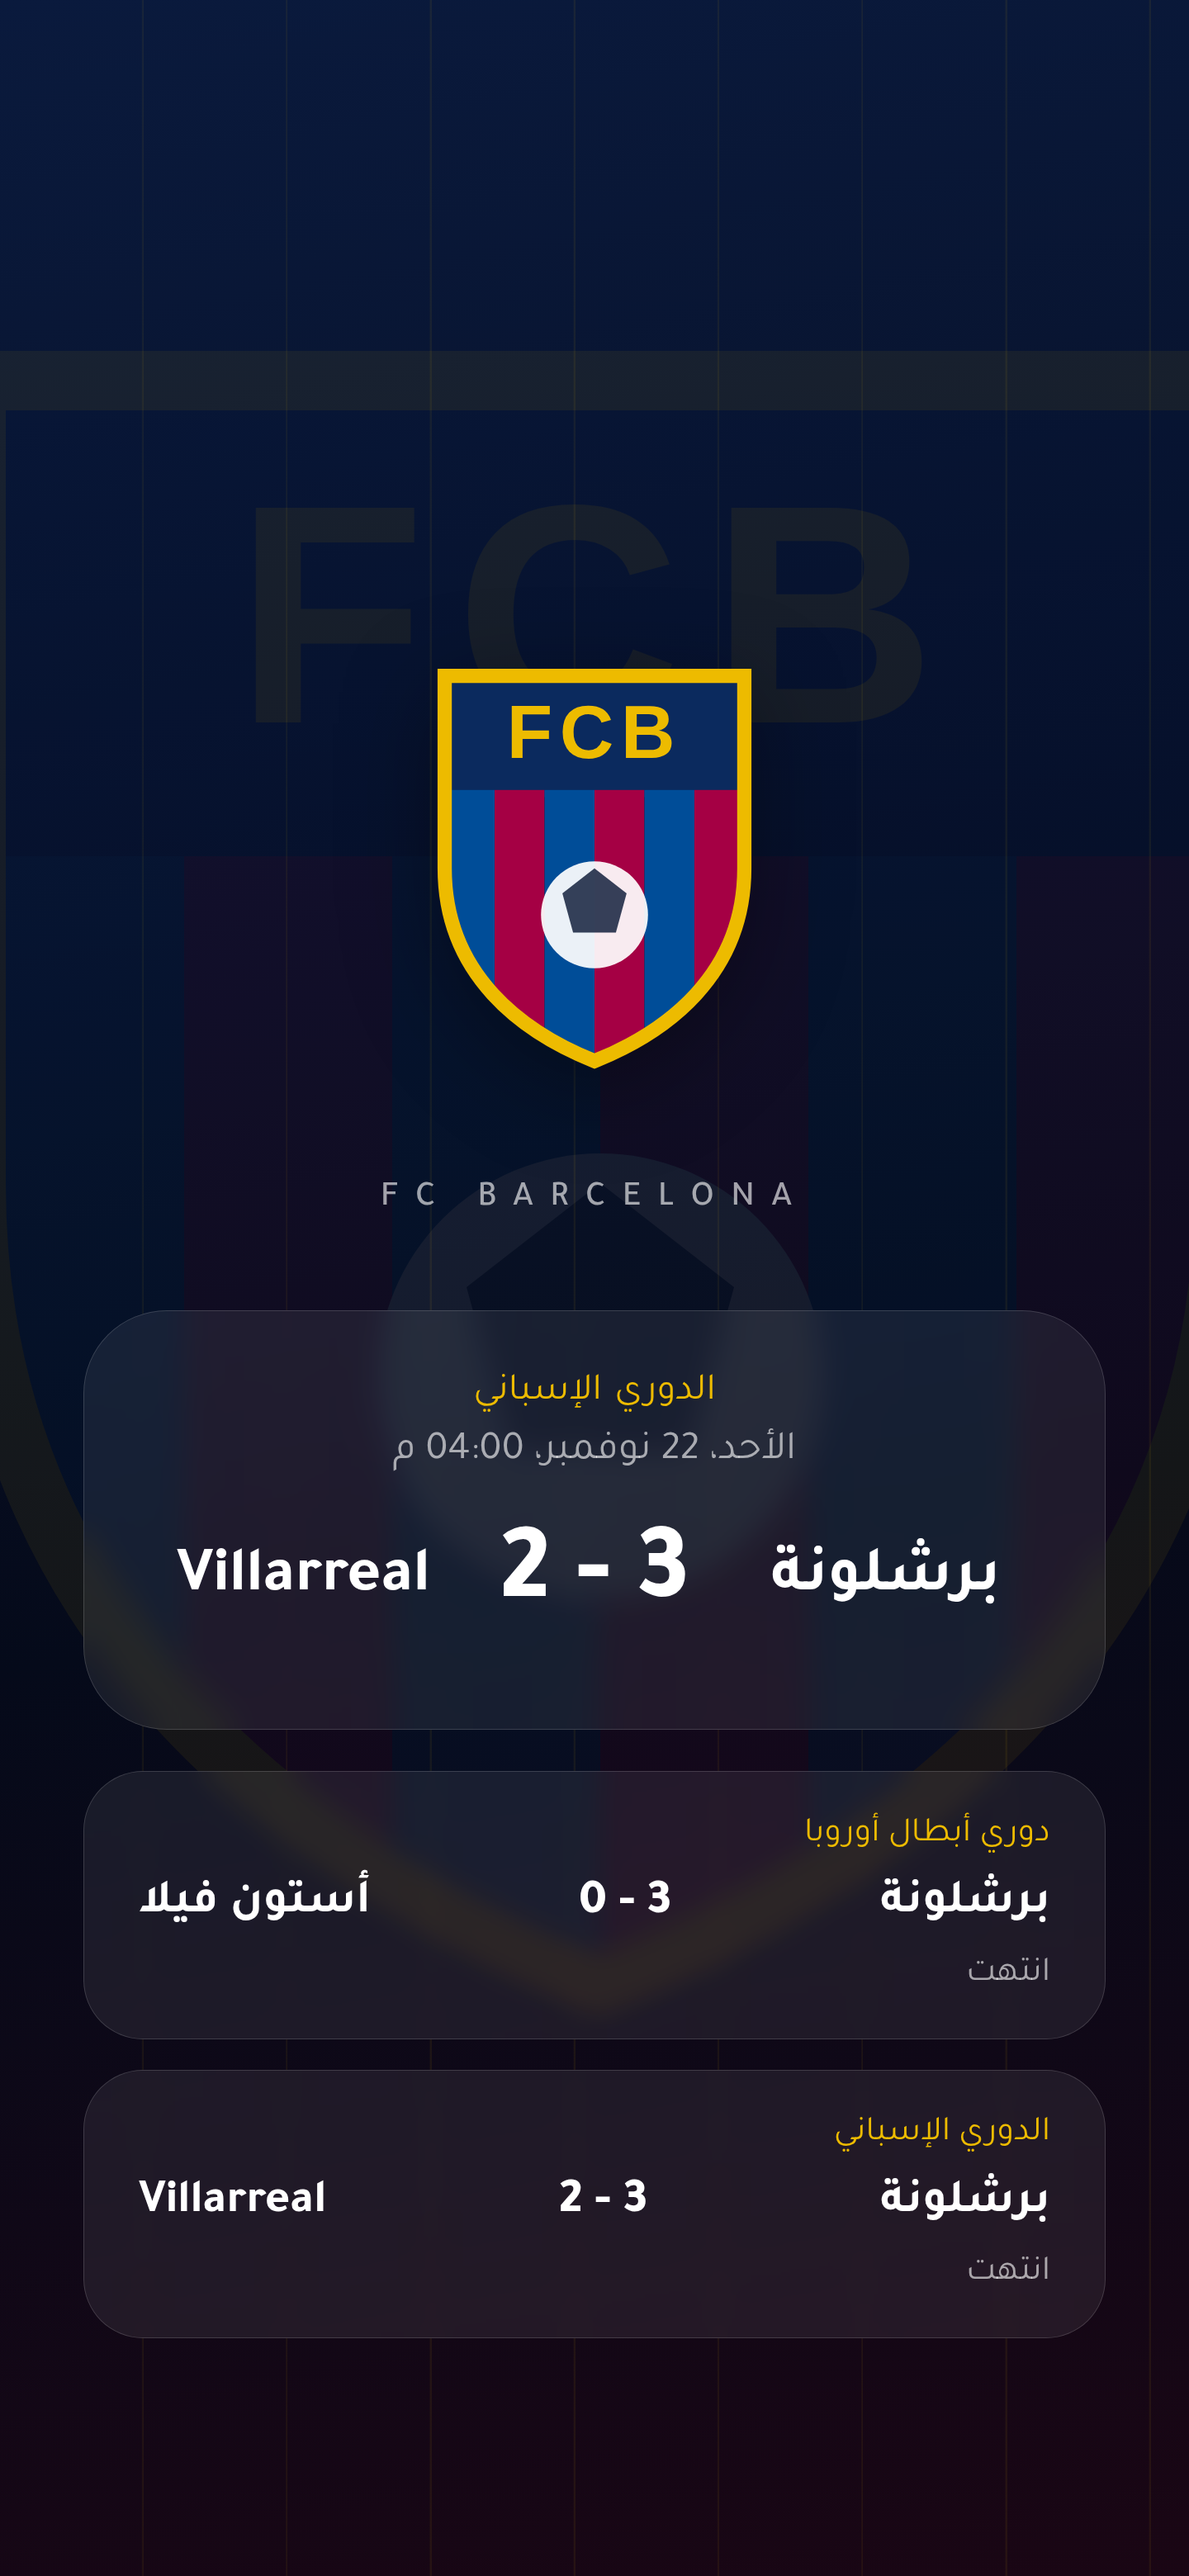 FCB
FCB
FC BARCELONA
الدوري الإسباني
الأحد، 22 نوفمبر، 04:00 م
برشلونة 3 - 2 Villarreal
دوري أبطال أوروبا
برشلونة 3 - 0 أستون فيلا
انتهت
الدوري الإسباني
برشلونة 3 - 2 Villarreal
انتهت